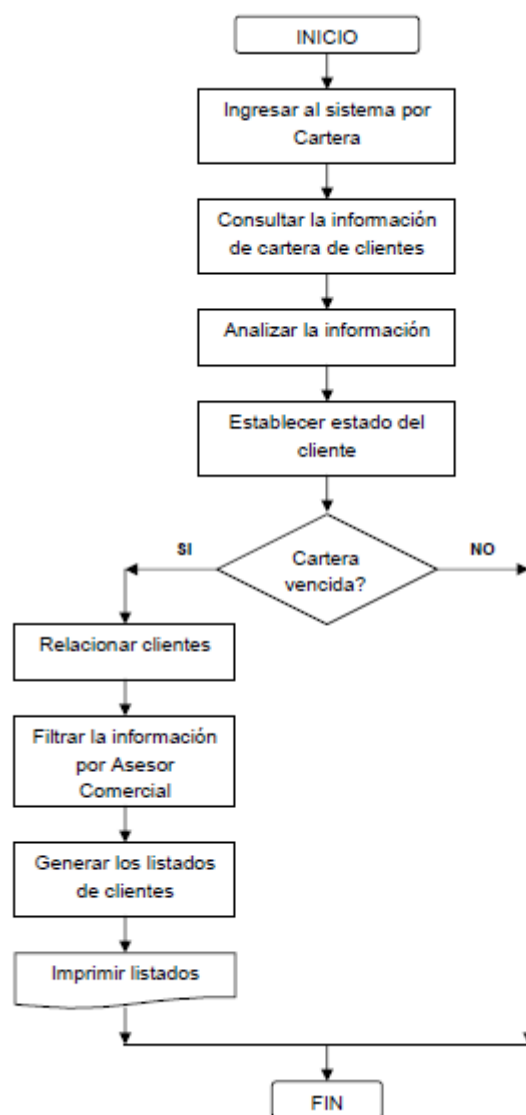 INICIO
Ingresar al sistema por
Cartera
Consultar la información
de cartera de clientes
Analizar la información
Establecer estado del
cliente
SI
Cartera
vencida?
NO
Relacionar clientes
Filtrar la información
por Asesor
Comercial
Generar los listados
de clientes
Imprimir listados
FIN